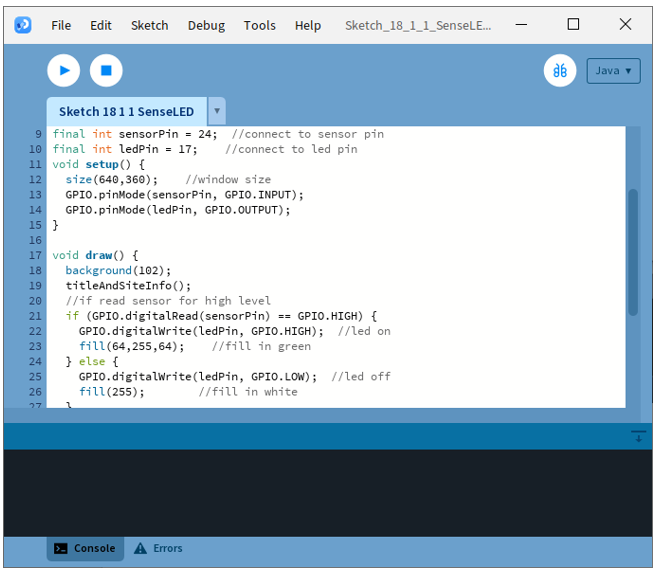 File Edit Sketch Debug Tools Help Sketch_18_1_1_SenseLE...
Java ▾
Sketch 18 1 1 SenseLED ▾
9 final int sensorPin = 24;  //connect to sensor pin
10 final int ledPin = 17;    //connect to led pin
11 void setup() {
12   size(640,360);    //window size
13   GPIO.pinMode(sensorPin, GPIO.INPUT);
14   GPIO.pinMode(ledPin, GPIO.OUTPUT);
15 }
16
17 void draw() {
18   background(102);
19   titleAndSiteInfo();
20   //if read sensor for high level
21   if (GPIO.digitalRead(sensorPin) == GPIO.HIGH) {
22     GPIO.digitalWrite(ledPin, GPIO.HIGH);  //led on
23     fill(64,255,64);    //fill in green
24   } else {
25     GPIO.digitalWrite(ledPin, GPIO.LOW);  //led off
26     fill(255);        //fill in white
27   }
Console Errors